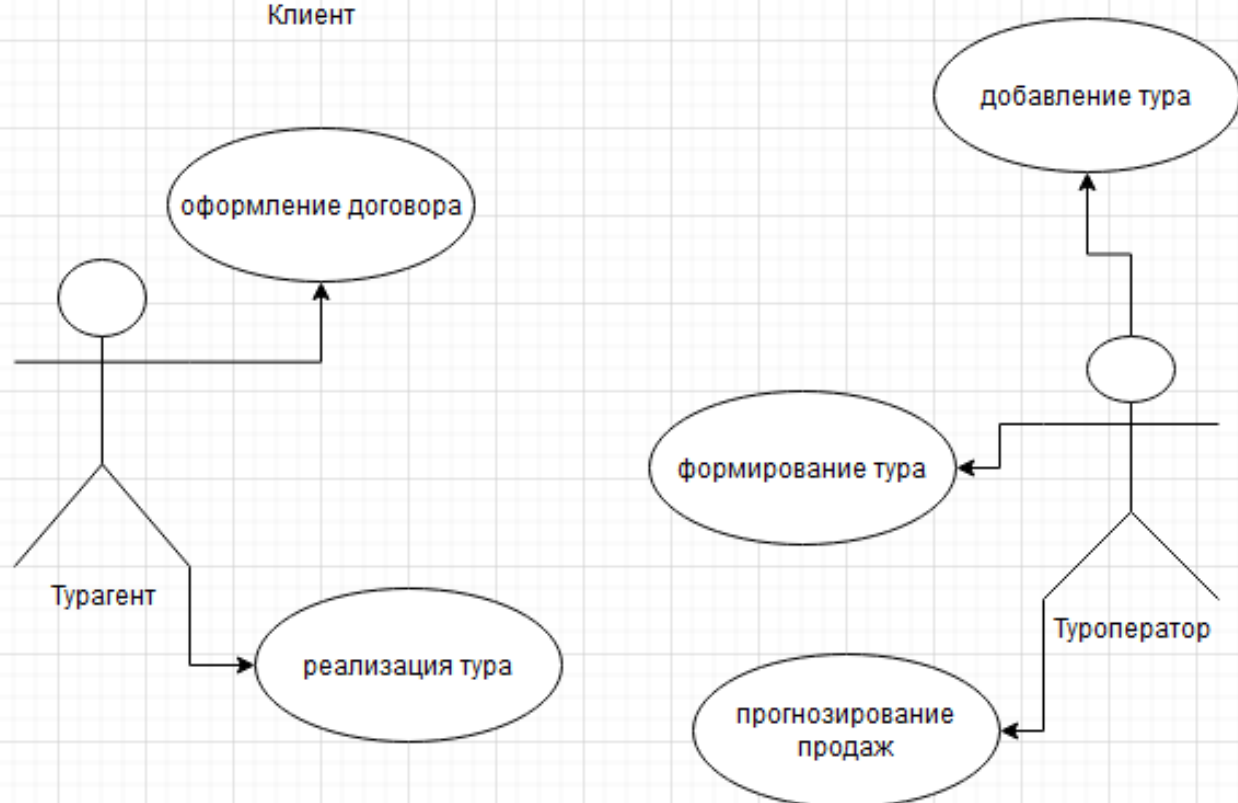 Клиент
добавление тура
оформление договора
формирование тура
Турагент
Туроператор
реализация тура
прогнозирование
продаж